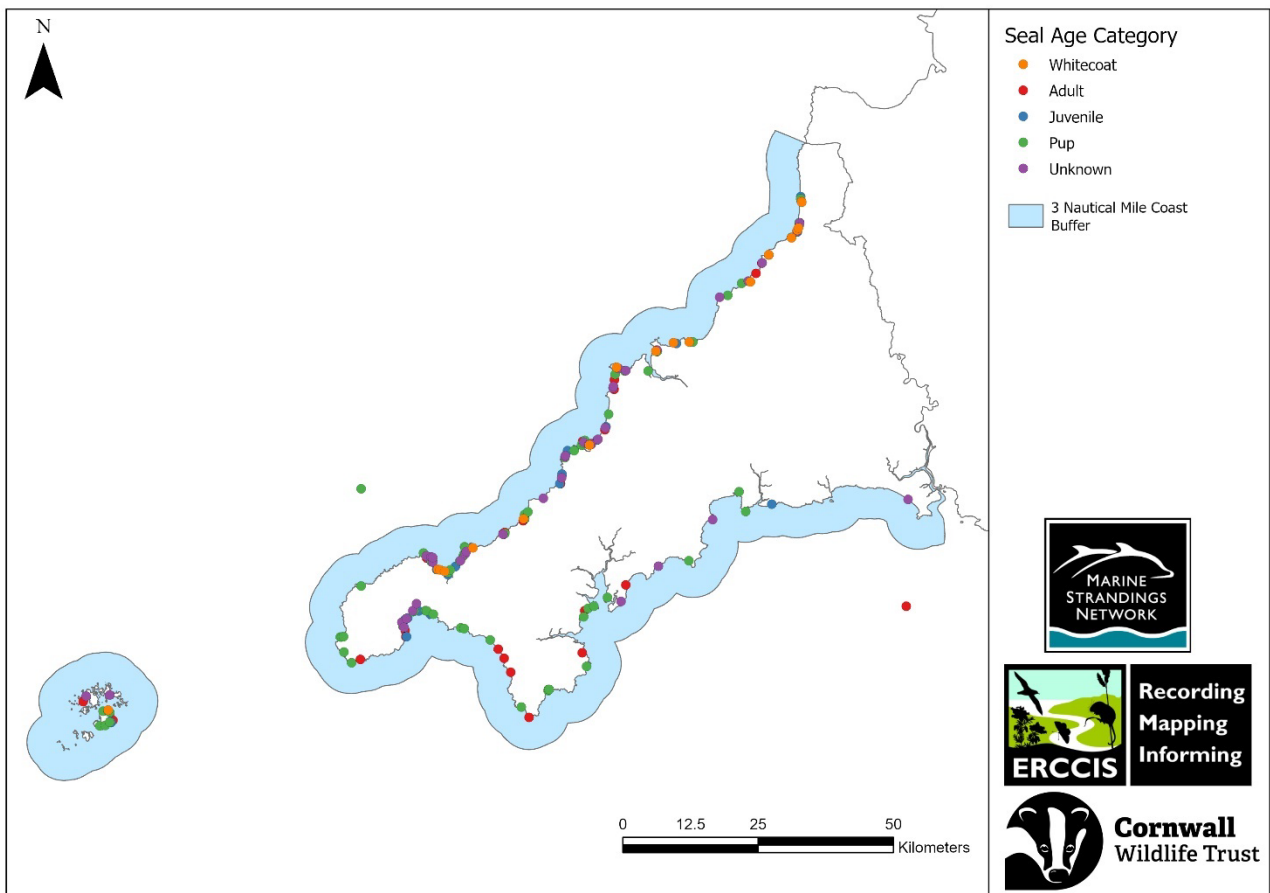 N
Seal Age Category
Whitecoat
Adult
Juvenile
Pup
Unknown
3 Nautical Mile Coast
Buffer
0 12.5 25 50
Kilometers
MARINE
STRANDINGS
NETWORK
ERCCIS
Recording
Mapping
Informing
Cornwall
Wildlife Trust